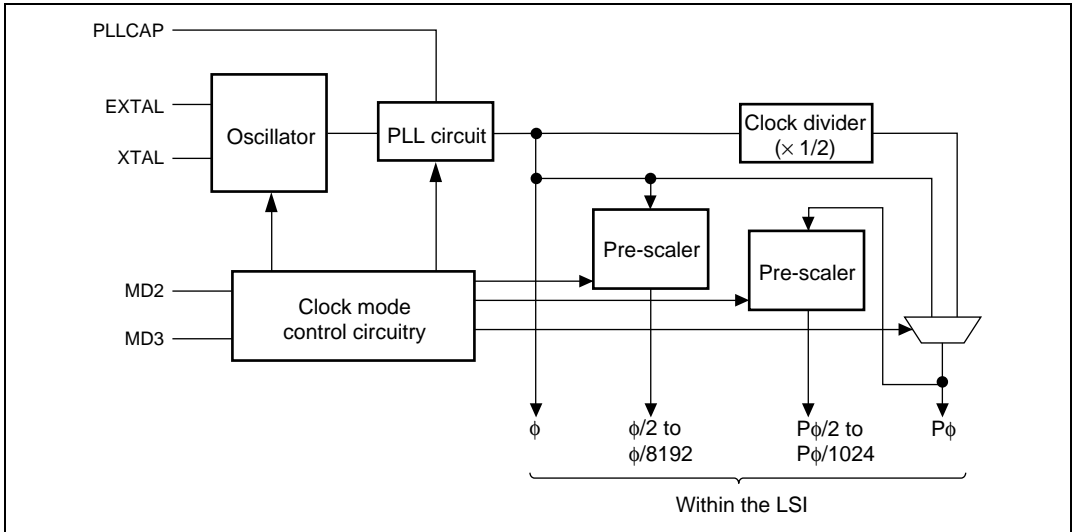 PLLCAP
EXTAL
XTAL
Oscillator
PLL circuit
Clock divider
(× 1/2)
Pre-scaler
Pre-scaler
MD2
MD3
Clock mode
control circuitry
ϕ
ϕ/2 to
ϕ/8192
Pϕ/2 to
Pϕ/1024
Pϕ
Within the LSI